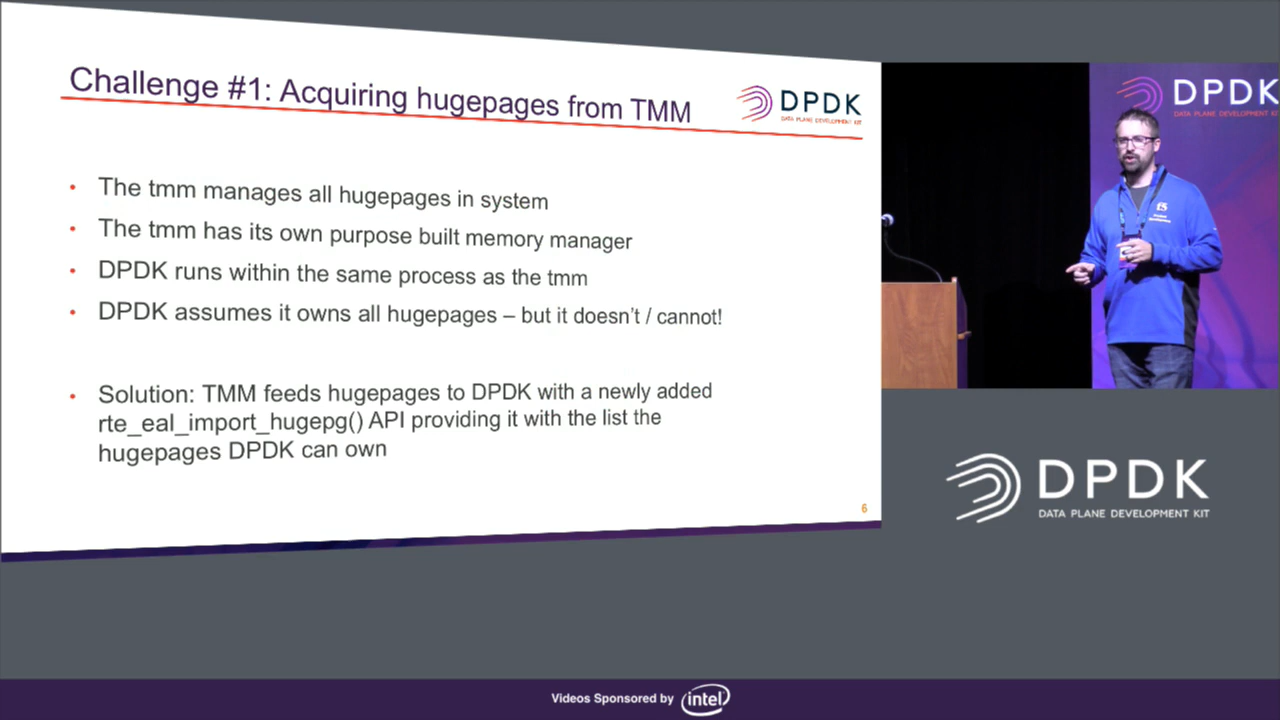 Challenge #1: Acquiring hugepages from TMM
DPDK
DATA PLANE DEVELOPMENT KIT
• The tmm manages all hugepages in system
• The tmm has its own purpose built memory manager
• DPDK runs within the same process as the tmm
• DPDK assumes it owns all hugepages – but it doesn’t / cannot!
• Solution: TMM feeds hugepages to DPDK with a newly added
rte_eal_import_hugepg() API providing it with the list the
hugepages DPDK can own
6
DPDK
DATA PLANE DEVELOPMENT KI
f5
DPDK
DATA PLANE DEVELOPMENT KIT
Videos Sponsored by intel